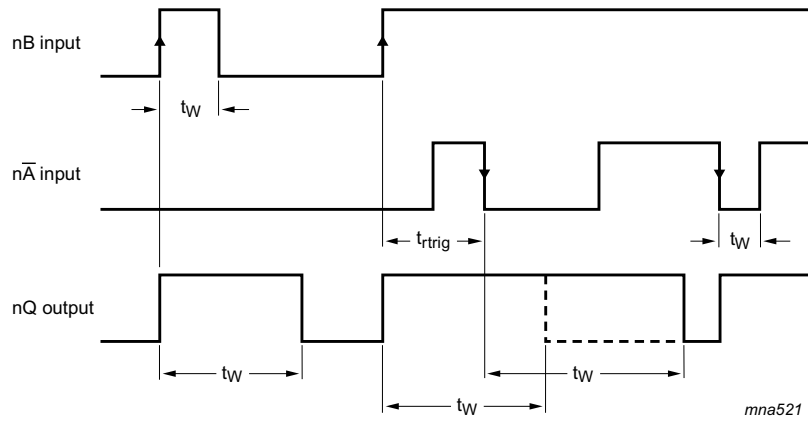 nB input
tW
nA̅ input
trtrig
tW
nQ output
tW
tW
tW
mna521